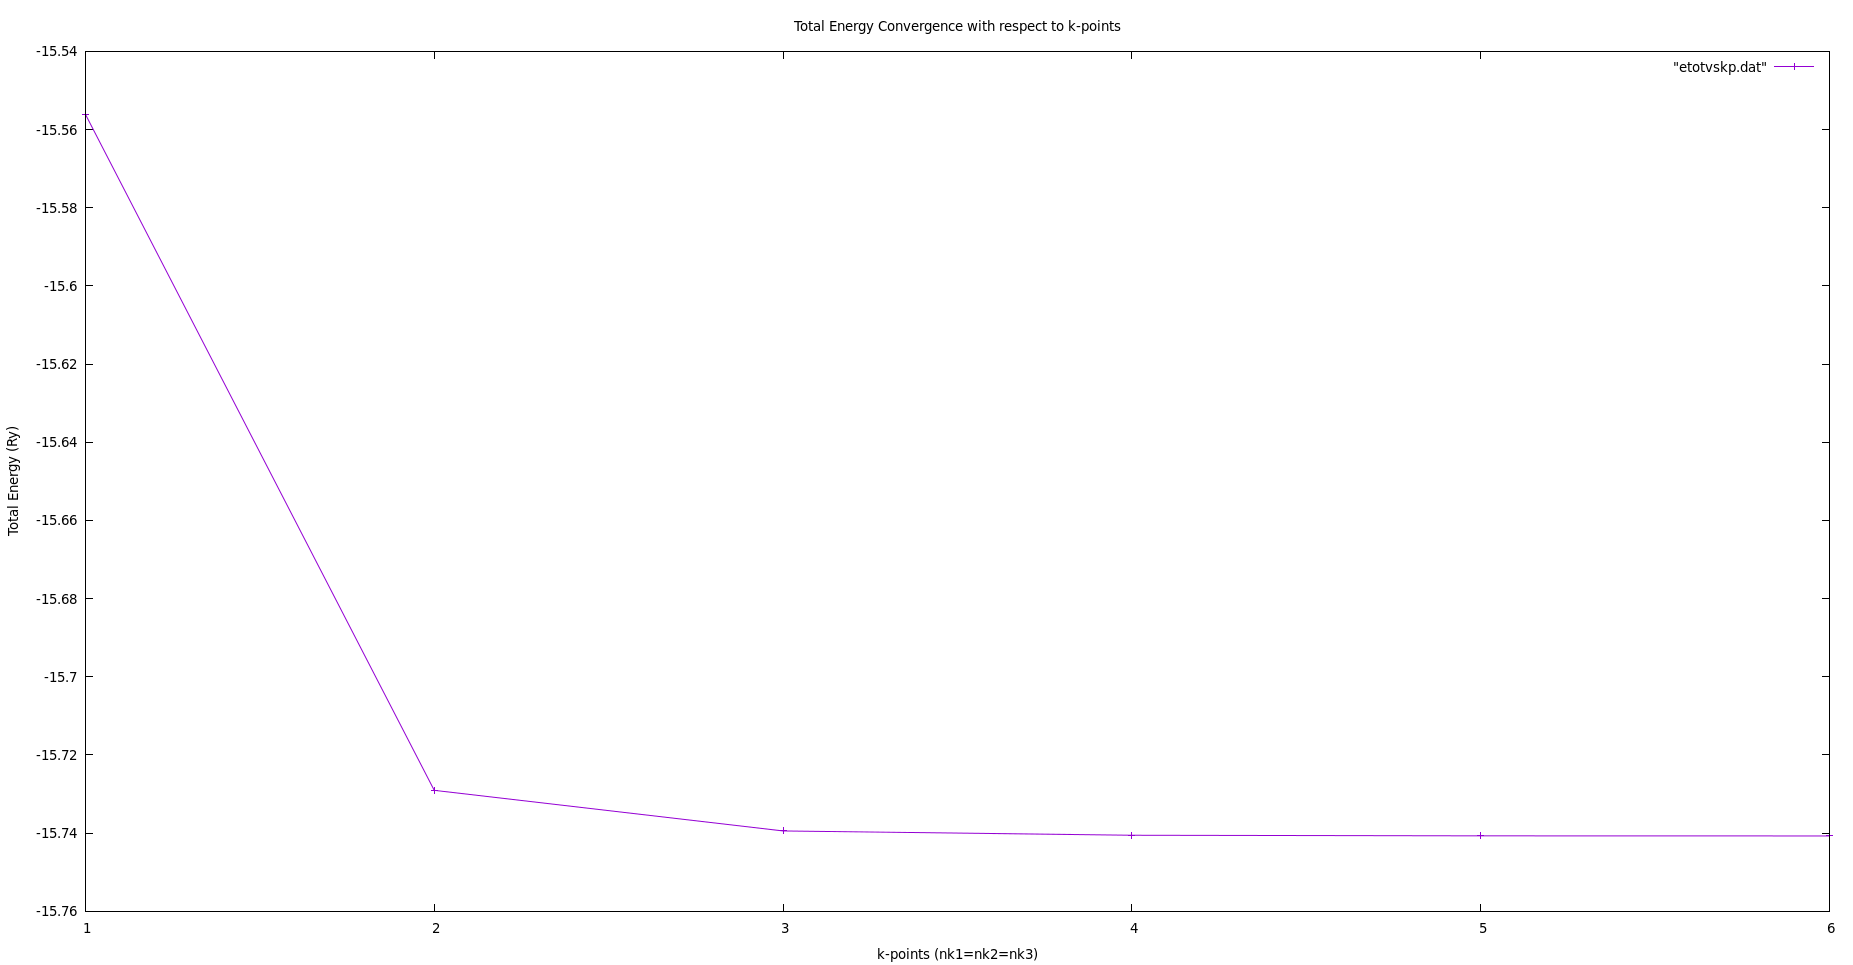 Total Energy Convergence with respect to k-points
"etotvskp.dat"
-15.54
-15.56
-15.58
-15.6
-15.62
-15.64
-15.66
-15.68
-15.7
-15.72
-15.74
-15.76
Total Energy (Ry)
1 2 3 4 5 6
k-points (nk1=nk2=nk3)